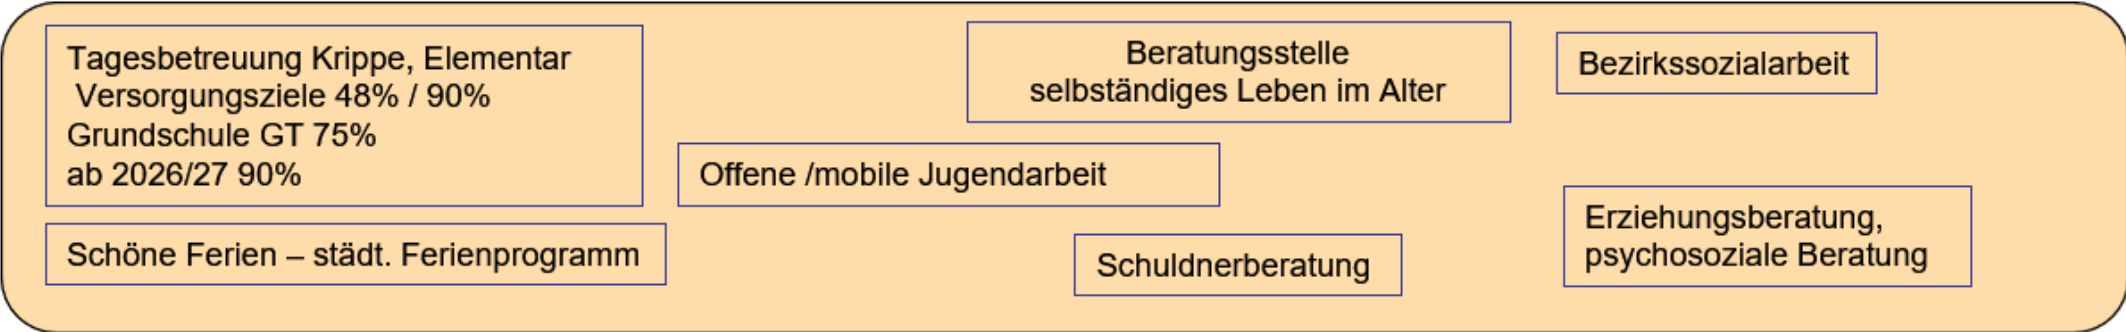 Tagesbetreuung Krippe, Elementar
Versorgungsziele 48% / 90%
Grundschule GT 75%
ab 2026/27 90%
Schöne Ferien – städt. Ferienprogramm
Offene /mobile Jugendarbeit
Beratungsstelle
selbständiges Leben im Alter
Schuldnerberatung
Bezirkssozialarbeit
Erziehungsberatung,
psychosoziale Beratung